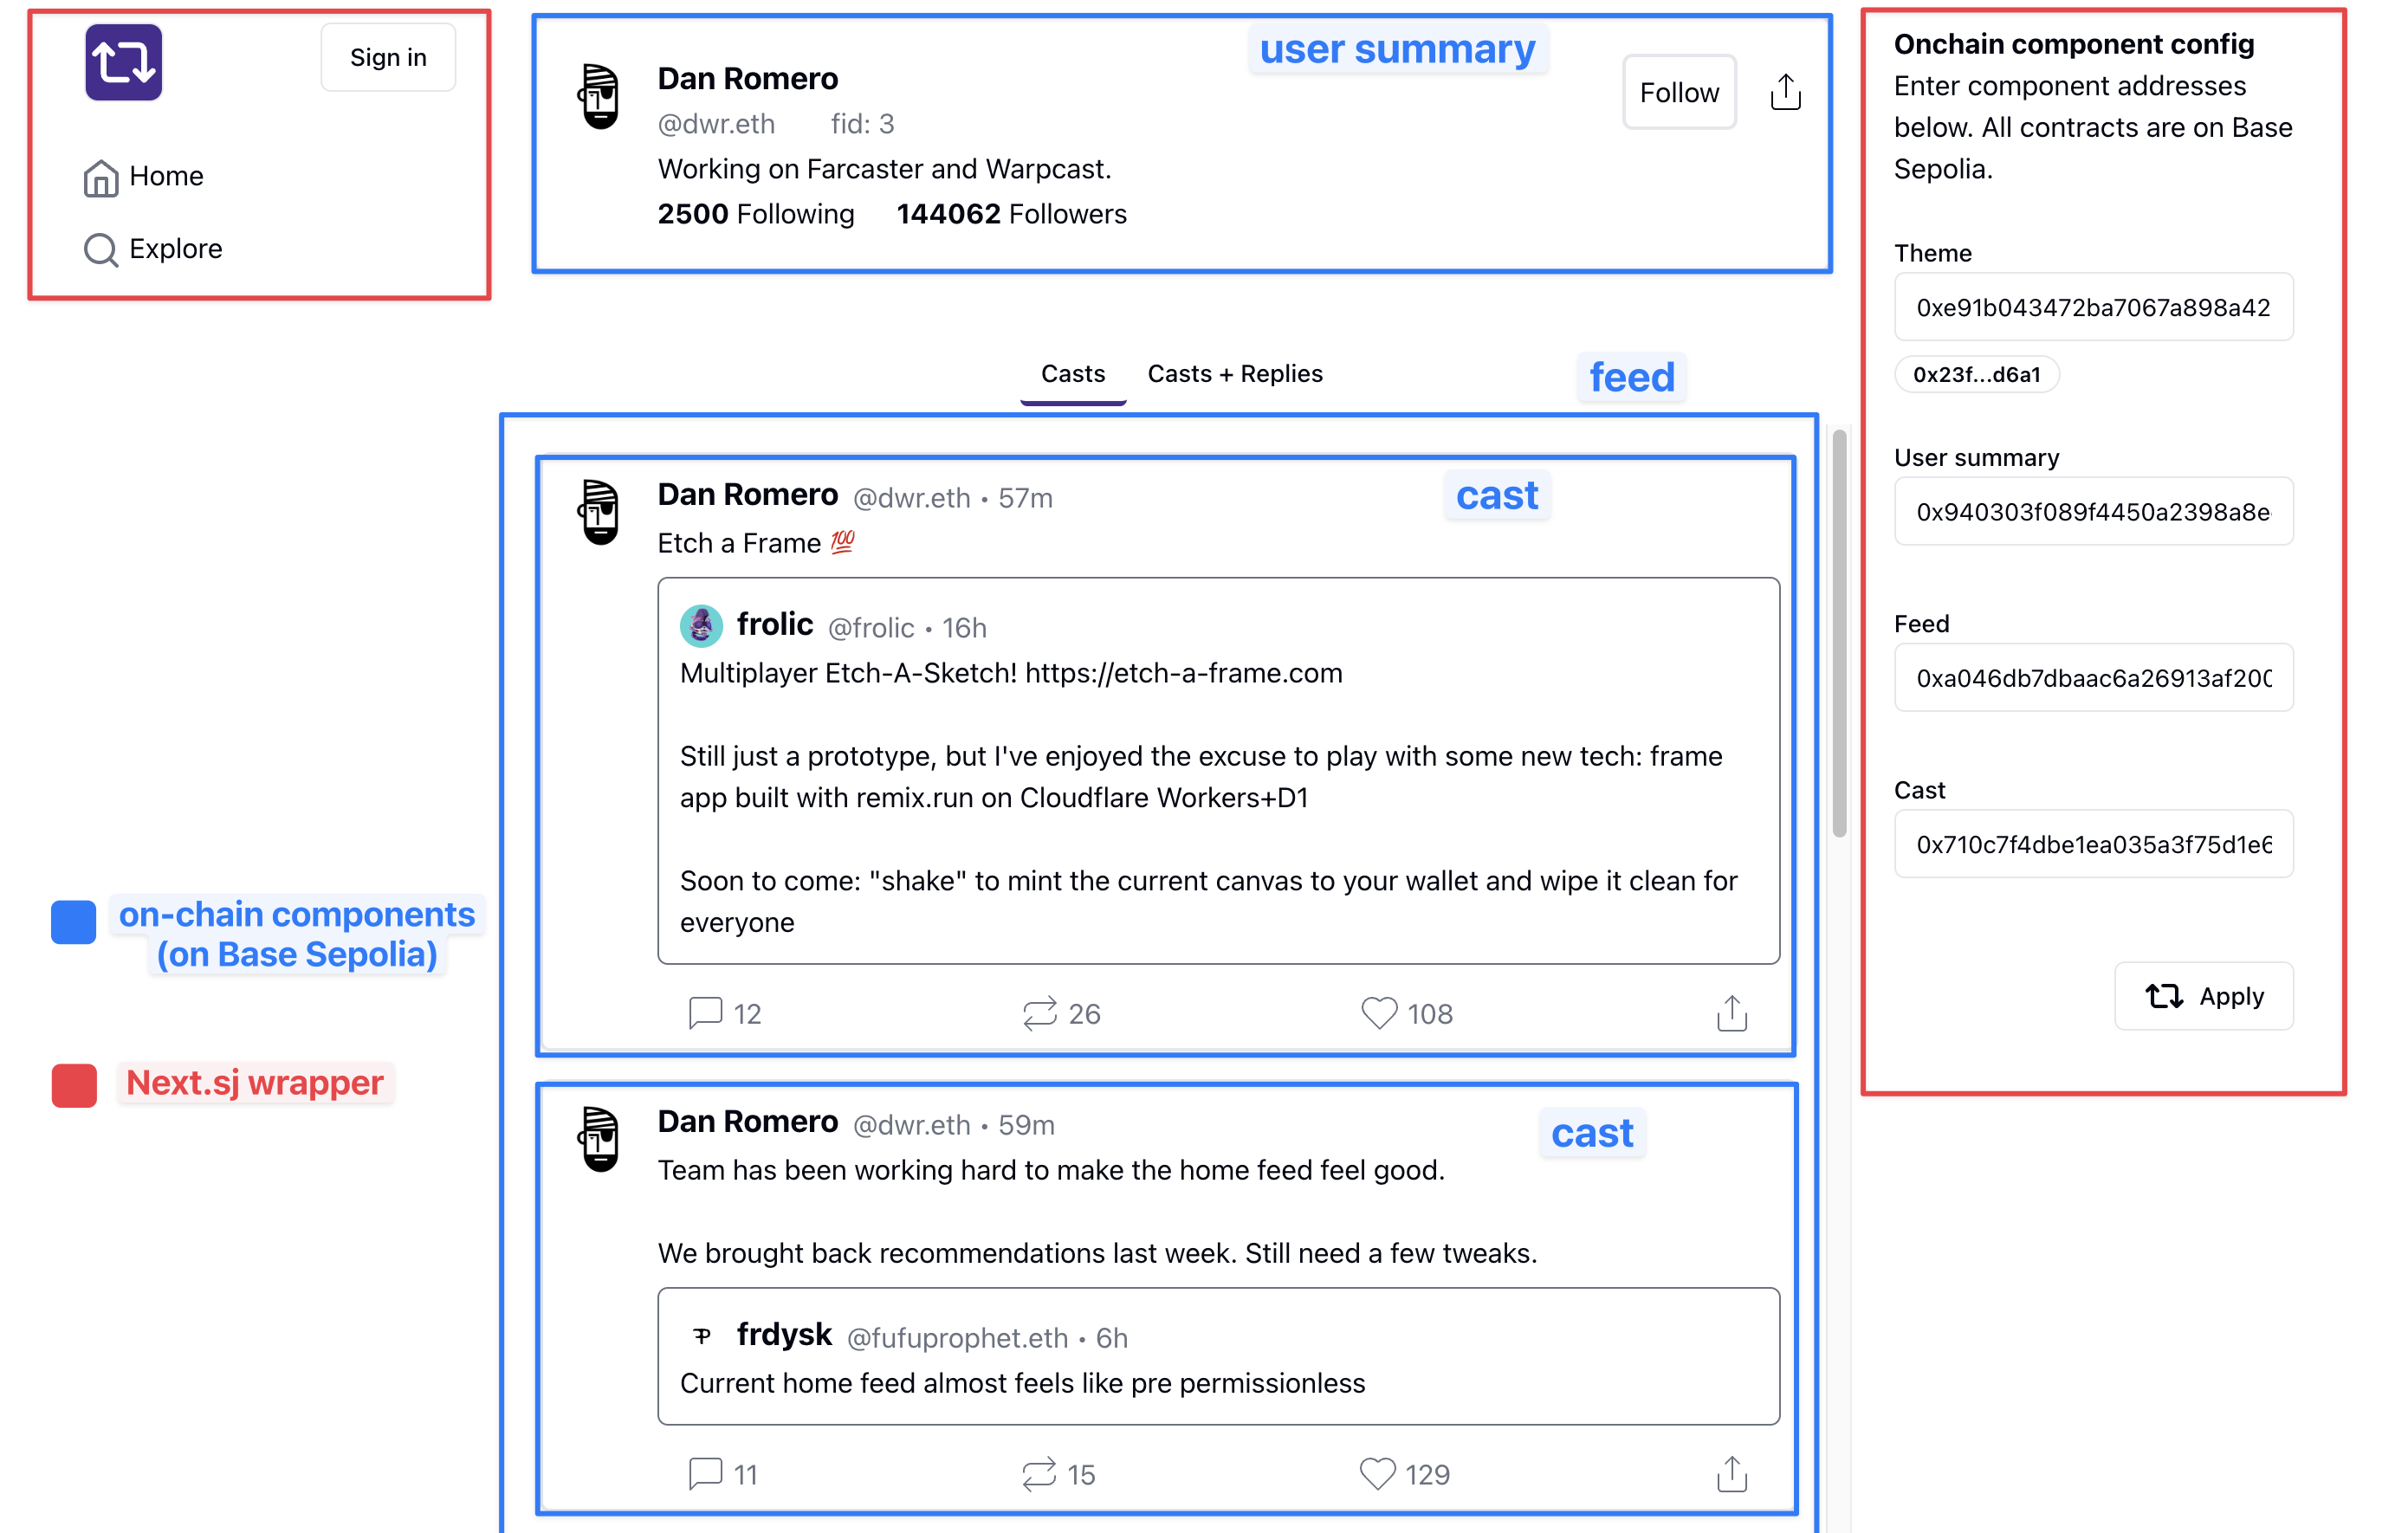 Sign in
Home
Explore
user summary
Dan Romero
@dwr.eth fid: 3
Working on Farcaster and Warpcast.
2500 Following 144062 Followers
Follow
Casts Casts + Replies
feed
cast
Dan Romero @dwr.eth • 57m
Etch a Frame 💯
frolic @frolic • 16h
Multiplayer Etch-A-Sketch! https://etch-a-frame.com
Still just a prototype, but I've enjoyed the excuse to play with some new tech: frame
app built with remix.run on Cloudflare Workers+D1
Soon to come: "shake" to mint the current canvas to your wallet and wipe it clean for
everyone
12 26 108
cast
Dan Romero @dwr.eth • 59m
Team has been working hard to make the home feed feel good.
We brought back recommendations last week. Still need a few tweaks.
frdysk @fufuprophet.eth • 6h
Current home feed almost feels like pre permissionless
11 15 129
on-chain components
(on Base Sepolia)
Next.sj wrapper
Onchain component config
Enter component addresses
below. All contracts are on Base
Sepolia.
Theme
0xe91b043472ba7067a898a42
0x23f...d6a1
User summary
0x940303f089f4450a2398a8e
Feed
0xa046db7dbaac6a26913af200
Cast
0x710c7f4dbe1ea035a3f75d1e6
Apply